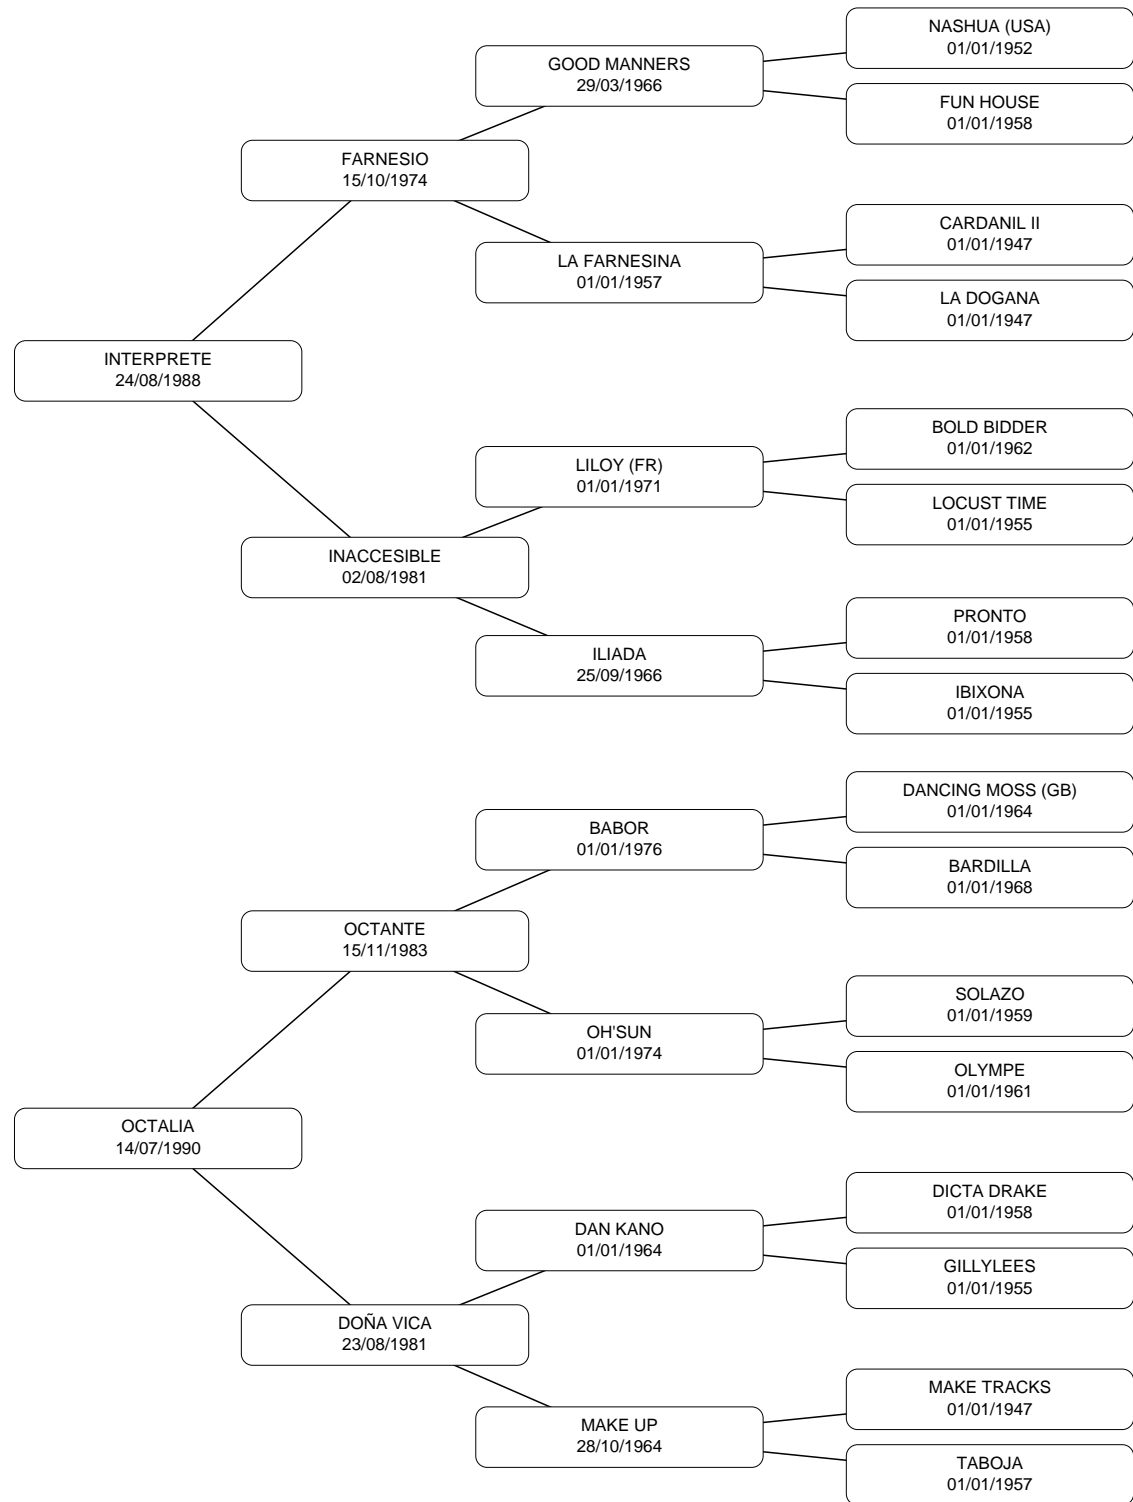 NASHUA (USA)
01/01/1952
GOOD MANNERS
29/03/1966
FUN HOUSE
01/01/1958
FARNESIO
15/10/1974
CARDANIL II
01/01/1947
LA FARNESINA
01/01/1957
LA DOGANA
01/01/1947
INTERPRETE
24/08/1988
BOLD BIDDER
01/01/1962
LILOY (FR)
01/01/1971
LOCUST TIME
01/01/1955
INACCESIBLE
02/08/1981
PRONTO
01/01/1958
ILIADA
25/09/1966
IBIXONA
01/01/1955
DANCING MOSS (GB)
01/01/1964
BABOR
01/01/1976
BARDILLA
01/01/1968
OCTANTE
15/11/1983
SOLAZO
01/01/1959
OH'SUN
01/01/1974
OLYMPE
01/01/1961
OCTALIA
14/07/1990
DICTA DRAKE
01/01/1958
DAN KANO
01/01/1964
GILLYLEES
01/01/1955
DOÑA VICA
23/08/1981
MAKE TRACKS
01/01/1947
MAKE UP
28/10/1964
TABOJA
01/01/1957